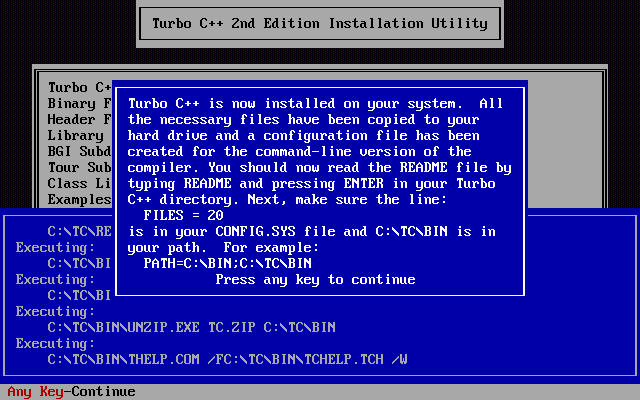 Turbo C++ 2nd Edition Installation Utility
Turbo C+
Binary F
Header F
Library
BGI Subd
Tour Sub
Class Li
Examples
Turbo C++ is now installed on your system.  All
the necessary files have been copied to your
hard drive and a configuration file has been
created for the command-line version of the
compiler. You should now read the README file by
typing README and pressing ENTER in your Turbo
C++ directory. Next, make sure the line:
FILES = 20
is in your CONFIG.SYS file and C:\TC\BIN is in
your path.  For example:
PATH=C:\BIN;C:\TC\BIN
Press any key to continue
C:\TC\RE
Executing:
C:\TC\BI
Executing:
C:\TC\BI
Executing:
C:\TC\BIN\UNZIP.EXE TC.ZIP C:\TC\BIN
Executing:
C:\TC\BIN\THELP.COM /FC:\TC\BIN\TCHELP.TCH /W
Any Key-Continue